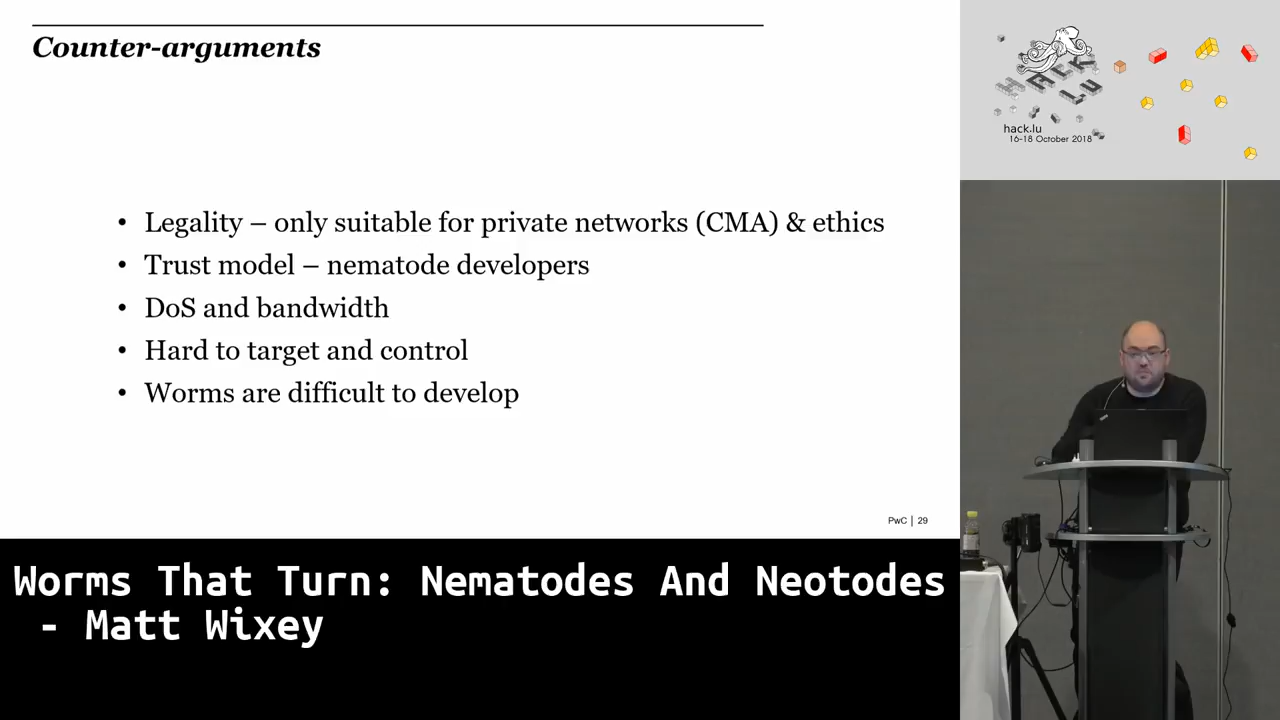 Counter-arguments
• Legality – only suitable for private networks (CMA) & ethics
• Trust model – nematode developers
• DoS and bandwidth
• Hard to target and control
• Worms are difficult to develop
PwC | 29
HACK
LU
hack.lu
16-18 October 2018
Worms That Turn: Nematodes And Neotodes
- Matt Wixey